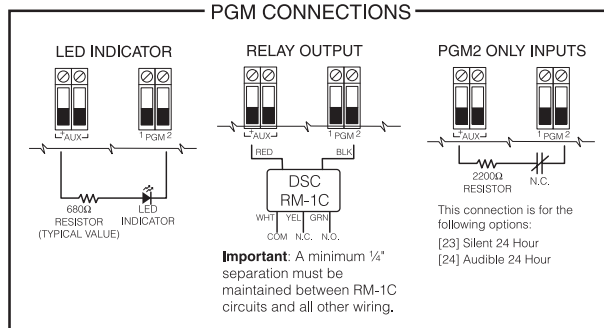 PGM CONNECTIONS
LED INDICATOR
+AUX-
1 PGM 2
680Ω
RESISTOR
(TYPICAL VALUE)
LED
INDICATOR
RELAY OUTPUT
+AUX-
1 PGM 2
RED
BLK
DSC
RM-1C
WHT YEL GRN
COM N.C. N.O.
Important: A minimum ¼"
separation must be
maintained between RM-1C
circuits and all other wiring.
PGM2 ONLY INPUTS
+AUX-
1 PGM 2
2200Ω
RESISTOR
N.C.
This connection is for the
following options:
[23] Silent 24 Hour
[24] Audible 24 Hour